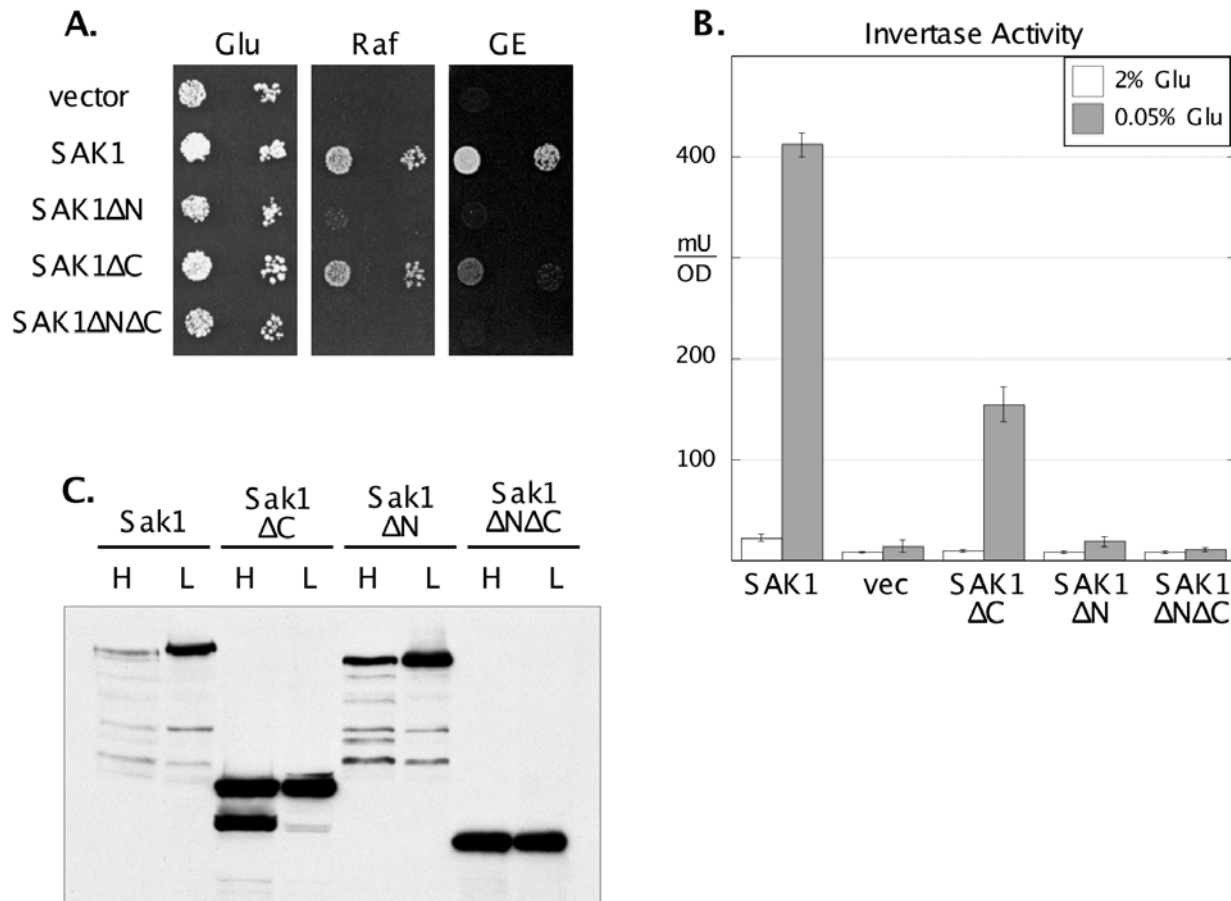 A.
Glu Raf GE
vector
SAK1
SAK1ΔN
SAK1ΔC
SAK1ΔNΔC
B.
Invertase Activity
2% Glu
0.05% Glu
400
mU
OD
200
100
SAK1 vec SAK1 SAK1 SAK1
ΔC ΔN ΔNΔC
C.
Sak1 Sak1 Sak1 Sak1
ΔC ΔN ΔNΔC
H L H L H L H L